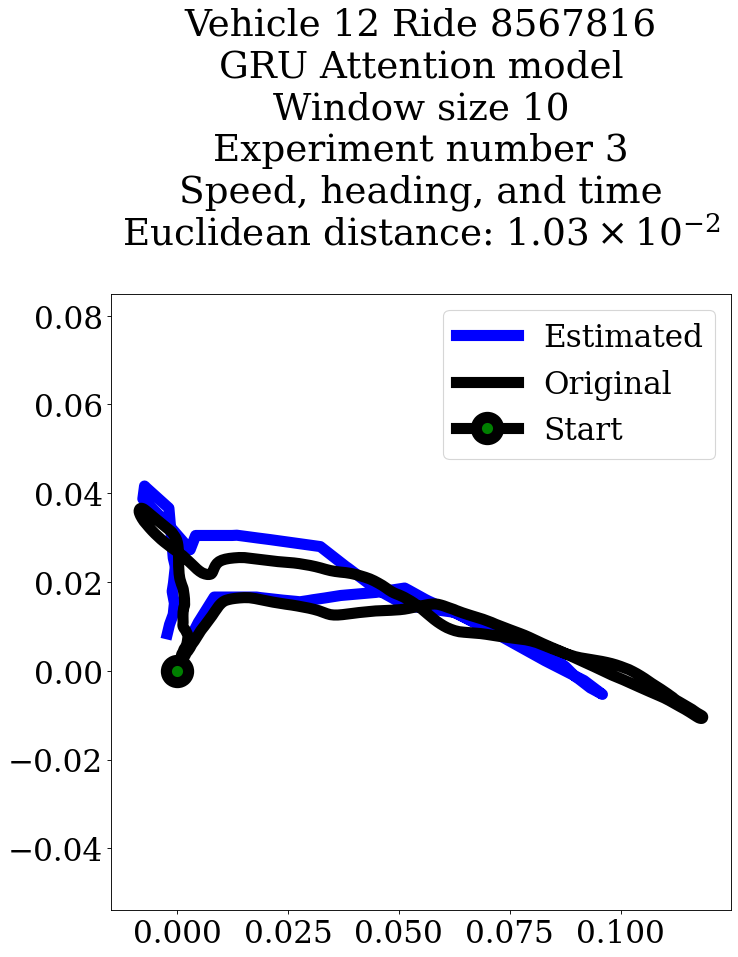 Vehicle 12 Ride 8567816
GRU Attention model
Window size 10
Experiment number 3
Speed, heading, and time
Euclidean distance: 1.03 × 10⁻²
Estimated
Original
Start
0.08
0.06
0.04
0.02
0.00
−0.02
−0.04
0.000 0.025 0.050 0.075 0.100